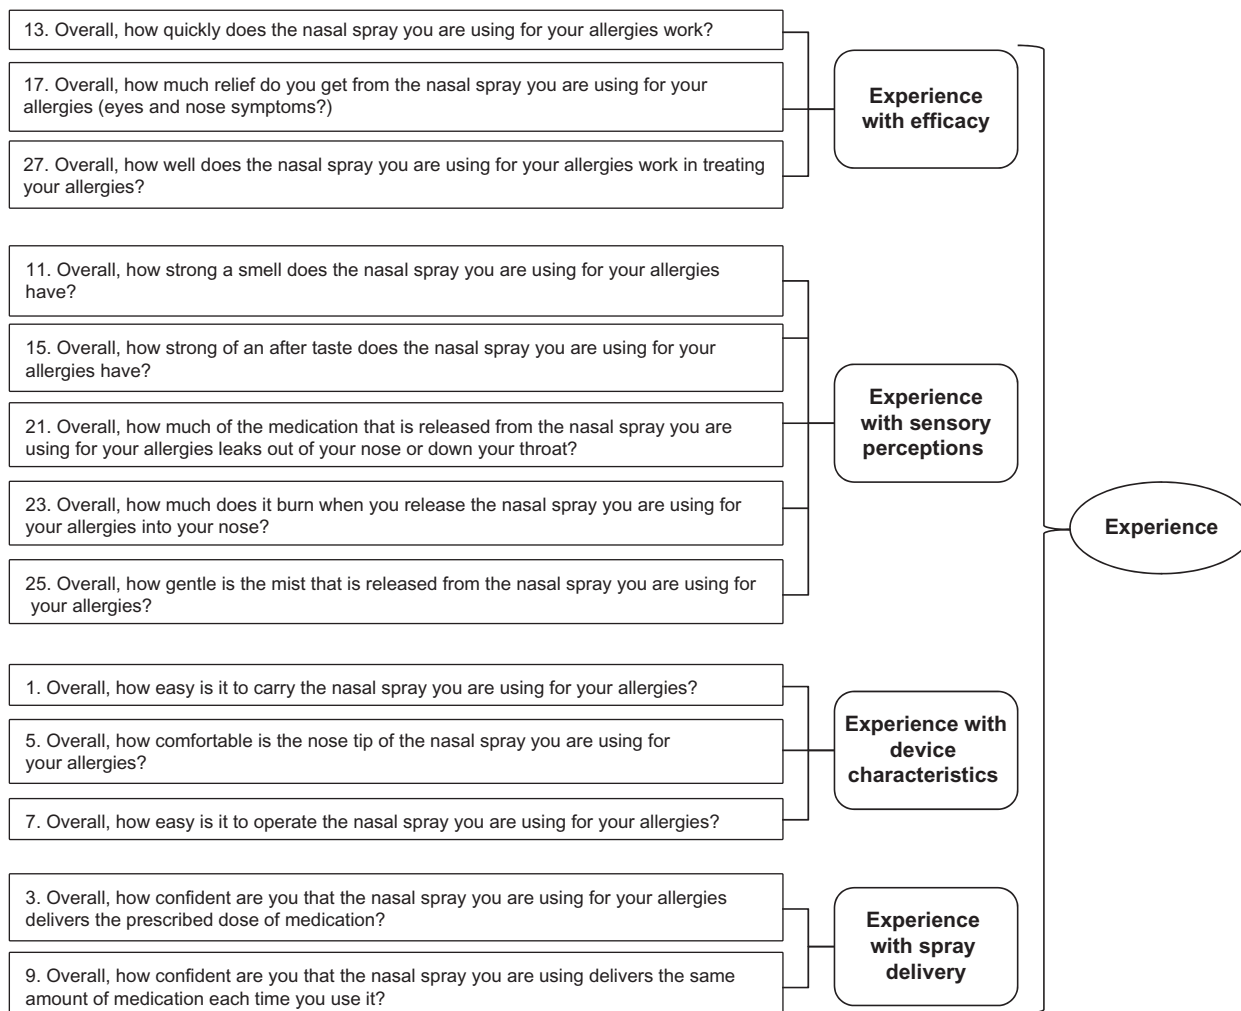 13. Overall, how quickly does the nasal spray you are using for your allergies work?
17. Overall, how much relief do you get from the nasal spray you are using for your
allergies (eyes and nose symptoms?)
27. Overall, how well does the nasal spray you are using for your allergies work in treating
your allergies?
Experience
with efficacy
11. Overall, how strong a smell does the nasal spray you are using for your allergies
have?
15. Overall, how strong of an after taste does the nasal spray you are using for your
allergies have?
21. Overall, how much of the medication that is released from the nasal spray you are
using for your allergies leaks out of your nose or down your throat?
23. Overall, how much does it burn when you release the nasal spray you are using for
your allergies into your nose?
25. Overall, how gentle is the mist that is released from the nasal spray you are using for
your allergies?
Experience
with sensory
perceptions
1. Overall, how easy is it to carry the nasal spray you are using for your allergies?
5. Overall, how comfortable is the nose tip of the nasal spray you are using for
your allergies?
7. Overall, how easy is it to operate the nasal spray you are using for your allergies?
Experience with
device
characteristics
3. Overall, how confident are you that the nasal spray you are using for your allergies
delivers the prescribed dose of medication?
9. Overall, how confident are you that the nasal spray you are using delivers the same
amount of medication each time you use it?
Experience
with spray
delivery
Experience